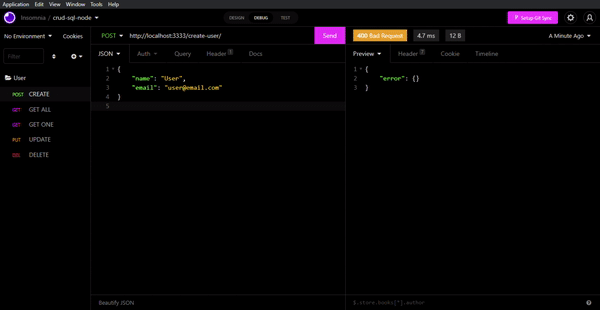 Application Edit View Window Tools Help
Insomnia / crud-sql-node
DESIGN DEBUG TEST
Setup Git Sync
No Environment Cookies
POST http://localhost:3333/create-user/ Send
400 Bad Request 4.7 ms 12 B A Minute Ago
Filter
JSON Auth Query Header 1 Docs
Preview Header 7 Cookie Timeline
User
POST CREATE
GET GET ALL
GET GET ONE
PUT UPDATE
DEL DELETE
1 {
2 "name": "User",
3 "email": "user@email.com"
4 }
5
1 {
2 "error": {}
3 }
Beautify JSON
$.store.books[*].author